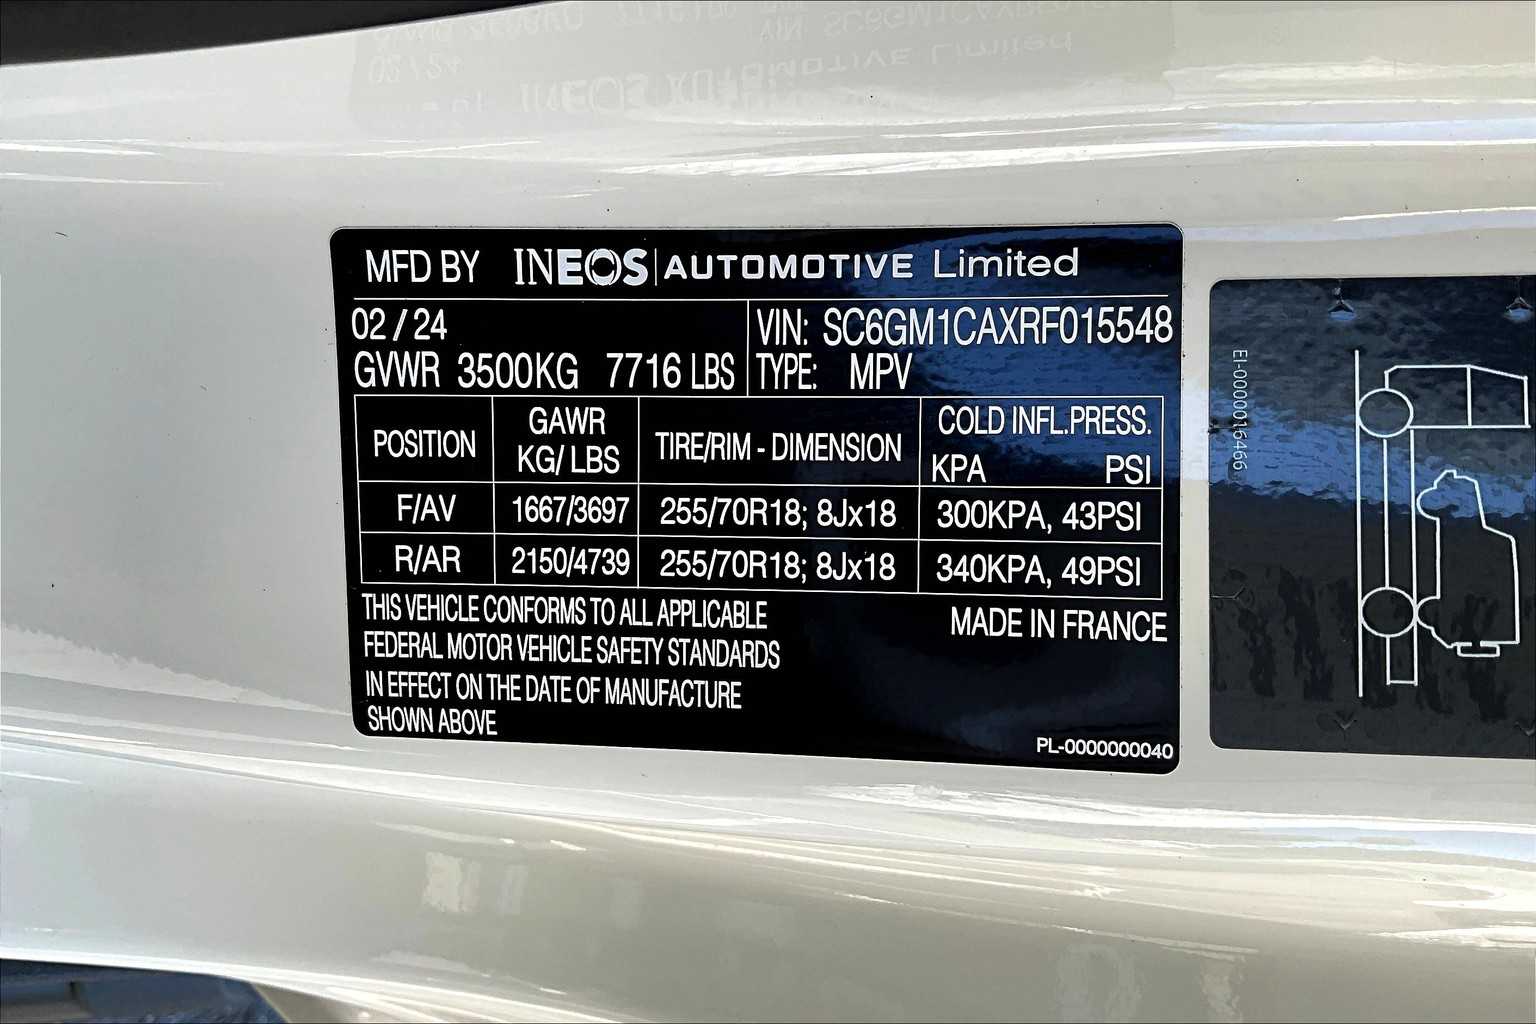 MFD BY INEOS AUTOMOTIVE Limited
02 / 24
GVWR 3500KG 7716 LBS
VIN: SC6GM1CAXRF015548
TYPE: MPV
POSITION GAWR KG/ LBS TIRE/RIM - DIMENSION COLD INFL.PRESS. KPA PSI
F/AV 1667/3697 255/70R18; 8Jx18 300KPA, 43PSI
R/AR 2150/4739 255/70R18; 8Jx18 340KPA, 49PSI
THIS VEHICLE CONFORMS TO ALL APPLICABLE
FEDERAL MOTOR VEHICLE SAFETY STANDARDS
IN EFFECT ON THE DATE OF MANUFACTURE
SHOWN ABOVE
MADE IN FRANCE
PL-0000000040
EI-0000016466